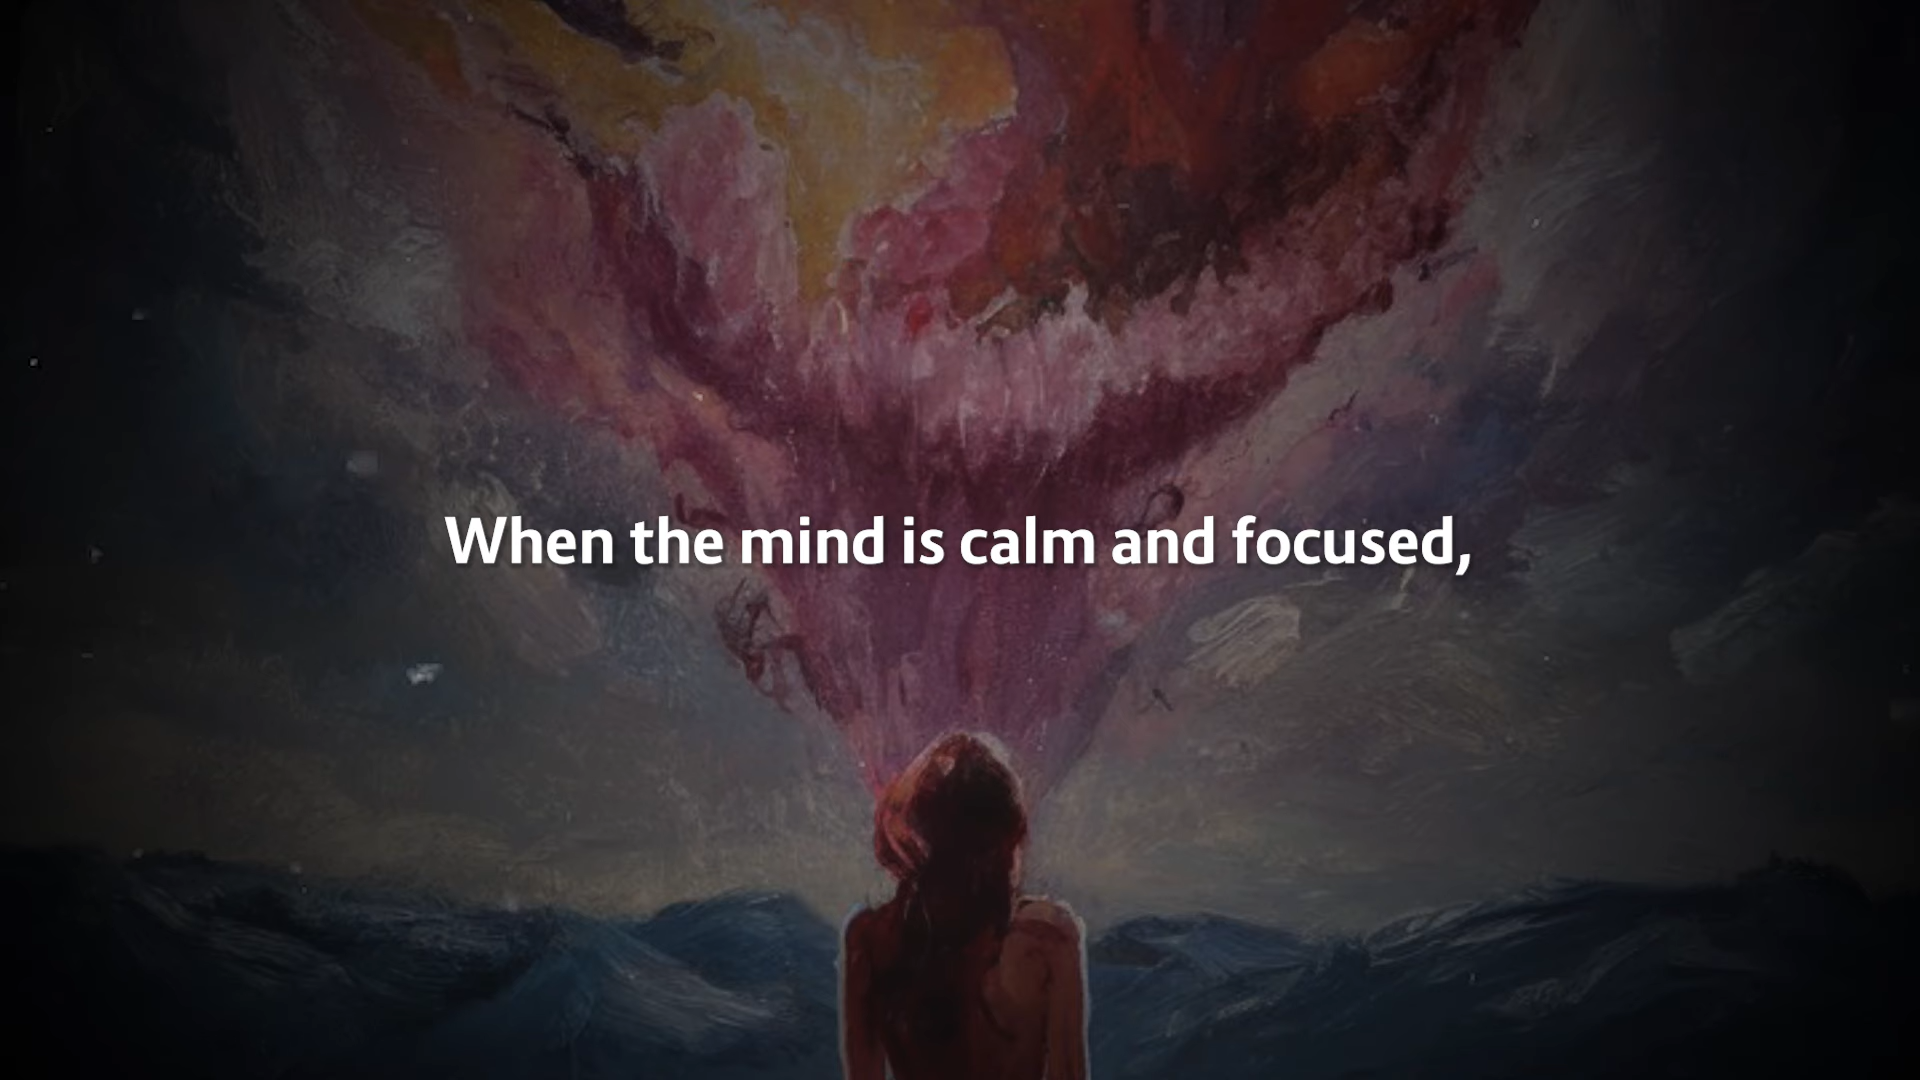 When the mind is calm and focused,